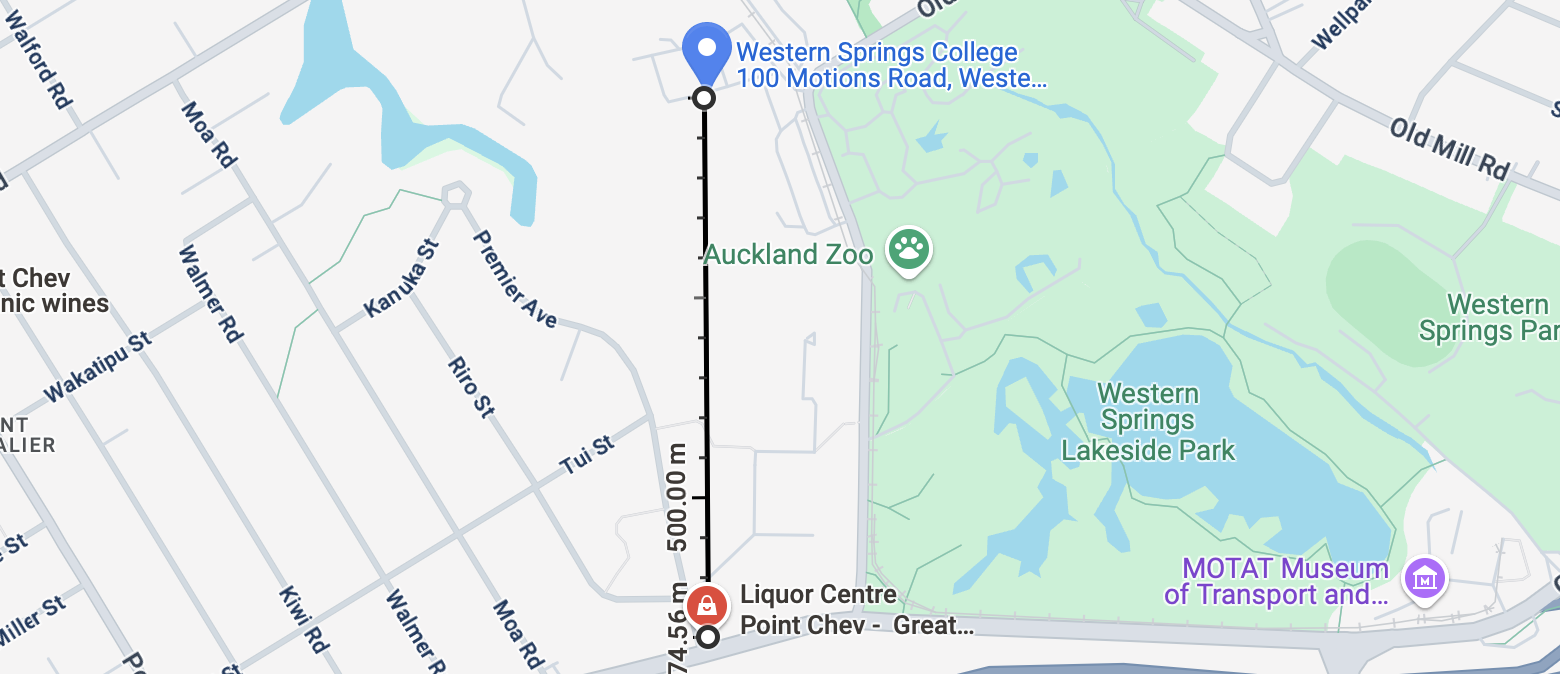 Walford Rd
Old
Wellpa
Western Springs College
100 Motions Road, Weste...
Moa Rd
Old Mill Rd
Auckland Zoo
t Chev
nic wines
Walmer Rd
Kanuka St
Premier Ave
Western
Springs Par
Wakatipu St
Riro St
Western
Springs
Lakeside Park
NT
ALIER
Tui St
500.00 m
St
MOTAT Museum
of Transport and...
Liquor Centre
Point Chev - Great...
74.56 m
Miller St
Kiwi Rd
Walmer R
Moa Rd
St